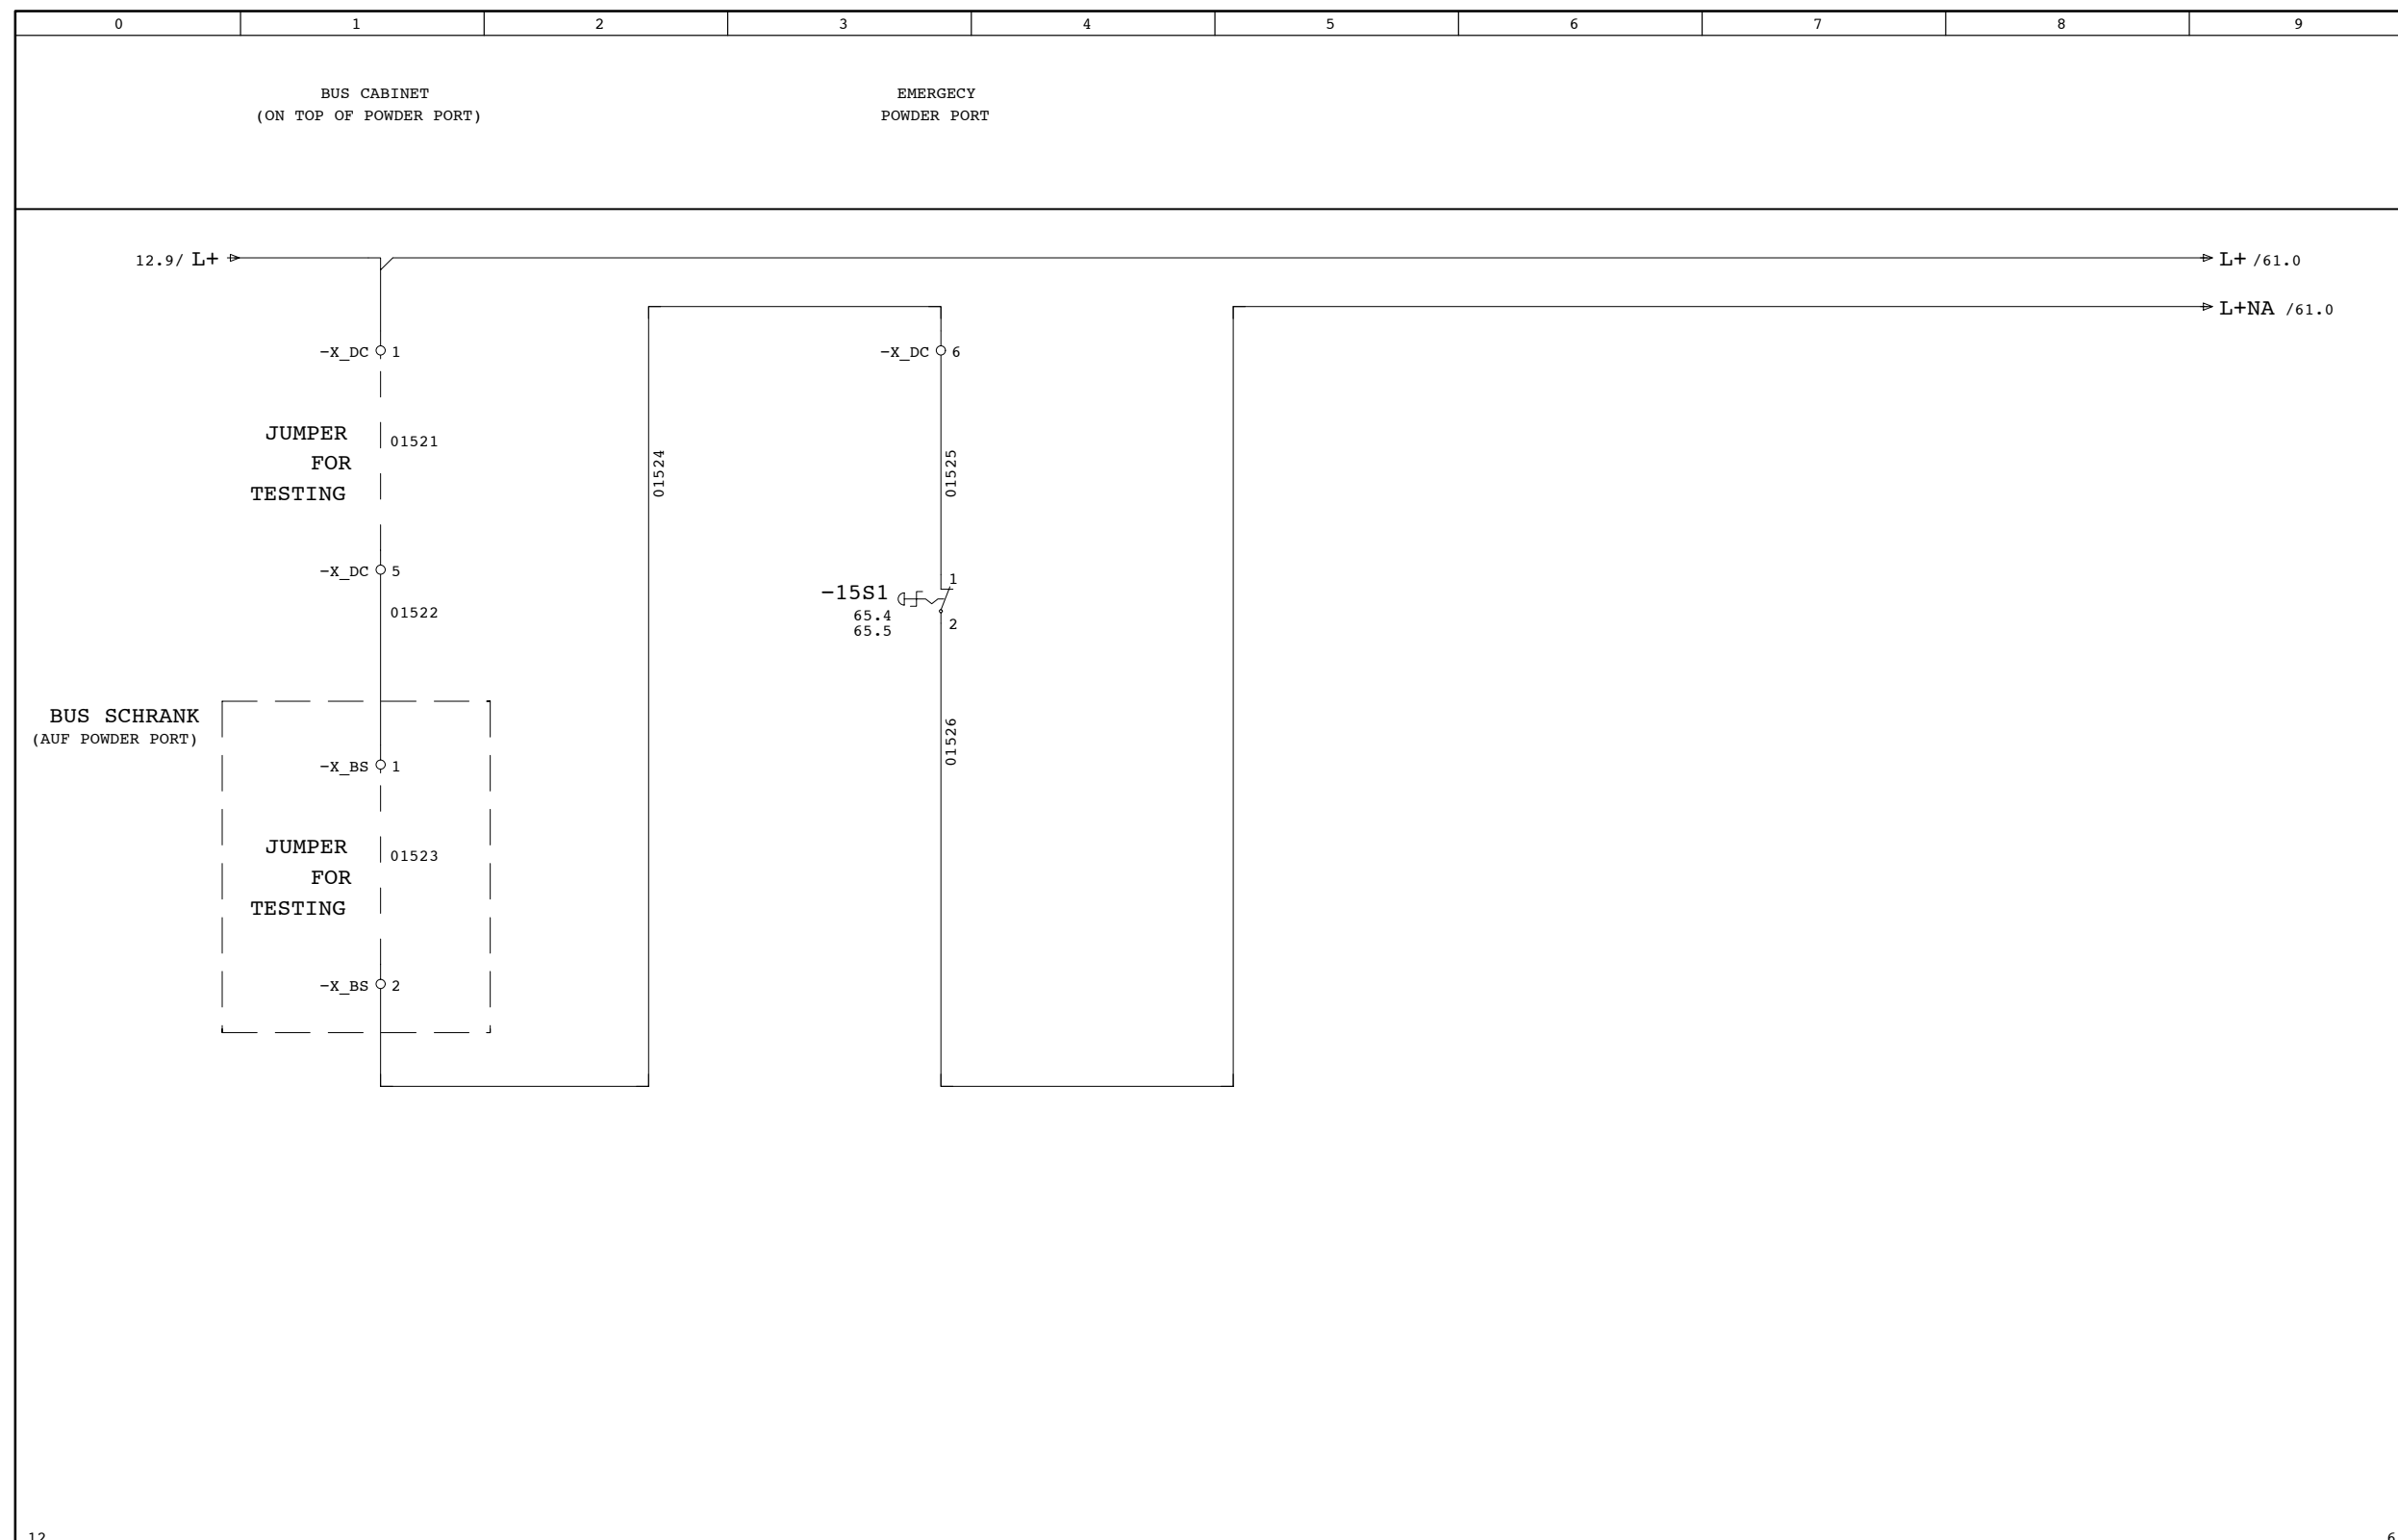 0 1 2 3 4 5 6 7 8 9
BUS CABINET
(ON TOP OF POWDER PORT)
EMERGECY
POWDER PORT
12.9/ L+
L+ /61.0
L+NA /61.0
-X_DC 1
-X_DC 6
JUMPER
FOR
TESTING
01521
01524
01525
-X_DC 5
01522
-15S1
65.4
65.5
1
2
BUS SCHRANK
(AUF POWDER PORT)
01526
-X_BS 1
JUMPER
FOR
TESTING
01523
-X_BS 2
12
6